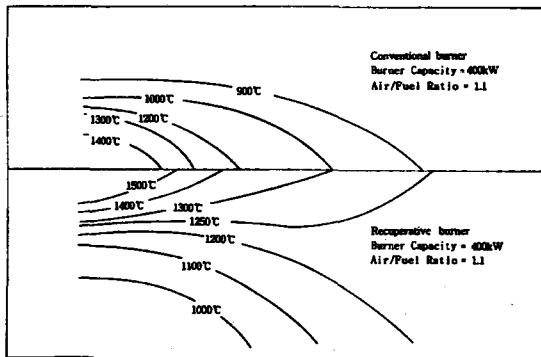 Conventional burner
Burner Capacity = 400kW
Air/Fuel Ratio = 1.1
900℃
1000℃
1300℃
1200℃
1400℃
1500℃
1400℃
1300℃
1250℃
1200℃
1100℃
1000℃
Recuperative burner
Burner Capacity = 400kW
Air/Fuel Ratio = 1.1